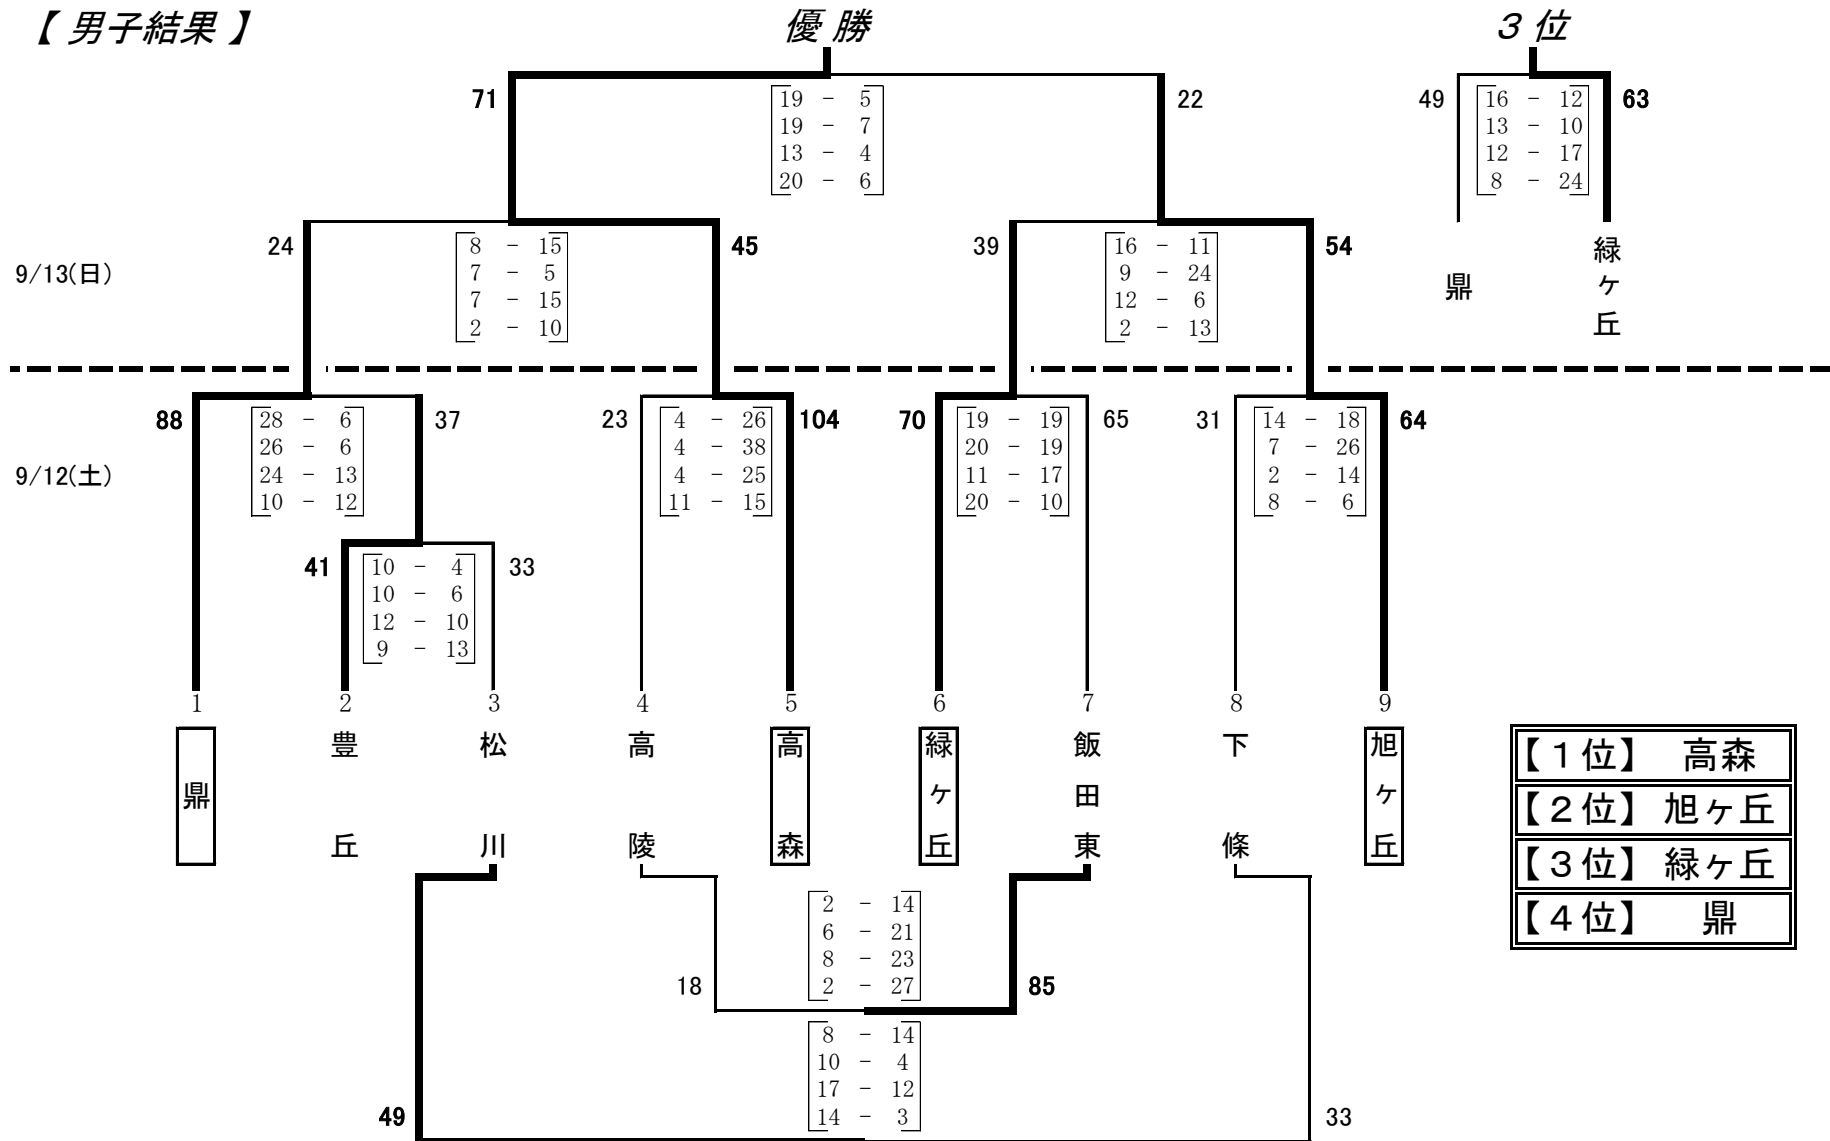 【 男子結果 】
優 勝
３ 位
71
19 - 5
19 - 7
13 - 4
20 - 6
22
49
16 - 12
13 - 10
12 - 17
8 - 24
63
鼎
緑ヶ丘
9/13(日)
24
8 - 15
7 - 5
7 - 15
2 - 10
45
39
16 - 11
9 - 24
12 - 6
2 - 13
54
9/12(土)
88
28 - 6
26 - 6
24 - 13
10 - 12
37
23
4 - 26
4 - 38
4 - 25
11 - 15
104
70
19 - 19
20 - 19
11 - 17
20 - 10
65
31
14 - 18
7 - 26
2 - 14
8 - 6
64
41
10 - 4
10 - 6
12 - 10
9 - 13
33
1 2 3 4 5 6 7 8 9
鼎
豊丘
松川
高陵
高森
緑ヶ丘
飯田東
下條
旭ヶ丘
【１位】 高森
【２位】 旭ヶ丘
【３位】 緑ヶ丘
【４位】 鼎
18
2 - 14
6 - 21
8 - 23
2 - 27
85
49
8 - 14
10 - 4
17 - 12
14 - 3
33